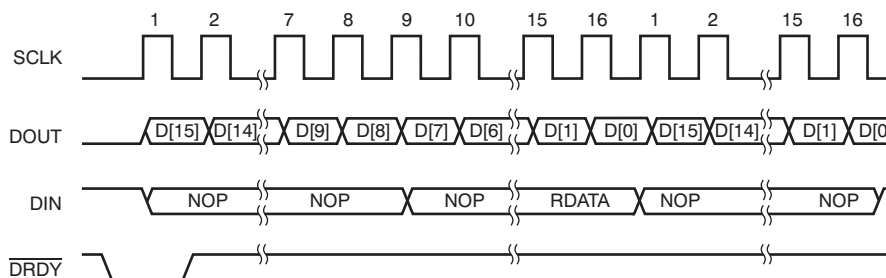 1 2 7 8 9 10 15 16 1 2 15 16
SCLK
DOUT D[15] D[14] D[9] D[8] D[7] D[6] D[1] D[0] D[15] D[14] D[1] D[0
DIN NOP NOP NOP RDATA NOP NOP
DRDY